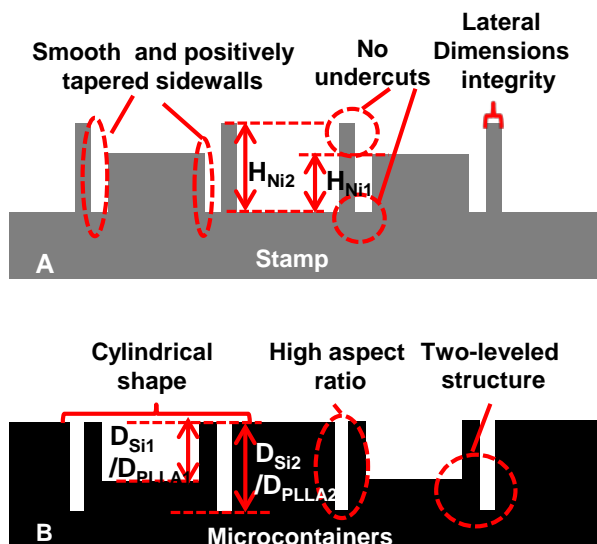 Smooth and positively
tapered sidewalls
No
undercuts
Lateral
Dimensions
integrity
HNi2
HNi1
A
Stamp
Cylindrical
shape
High aspect
ratio
Two-leveled
structure
DSi1
/DPLLA1
DSi2
/DPLLA2
B
Microcontainers